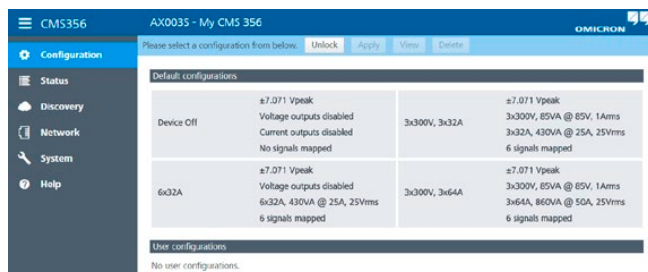 CMS356
AX003S - My CMS 356
OMICRON
Configuration
Status
Discovery
Network
System
Help
Please select a configuration from below. Unlock Apply View Delete
Default configurations
Device Off
±7.071 Vpeak
Voltage outputs disabled
Current outputs disabled
No signals mapped
3x300V, 3x32A
±7.071 Vpeak
3x300V, 85VA @ 85V, 1Arms
3x32A, 430VA @ 25A, 25Vrms
6 signals mapped
6x32A
±7.071 Vpeak
Voltage outputs disabled
6x32A, 430VA @ 25A, 25Vrms
6 signals mapped
3x300V, 3x64A
±7.071 Vpeak
3x300V, 85VA @ 85V, 1Arms
3x64A, 860VA @ 50A, 25Vrms
6 signals mapped
User configurations
No user configurations.